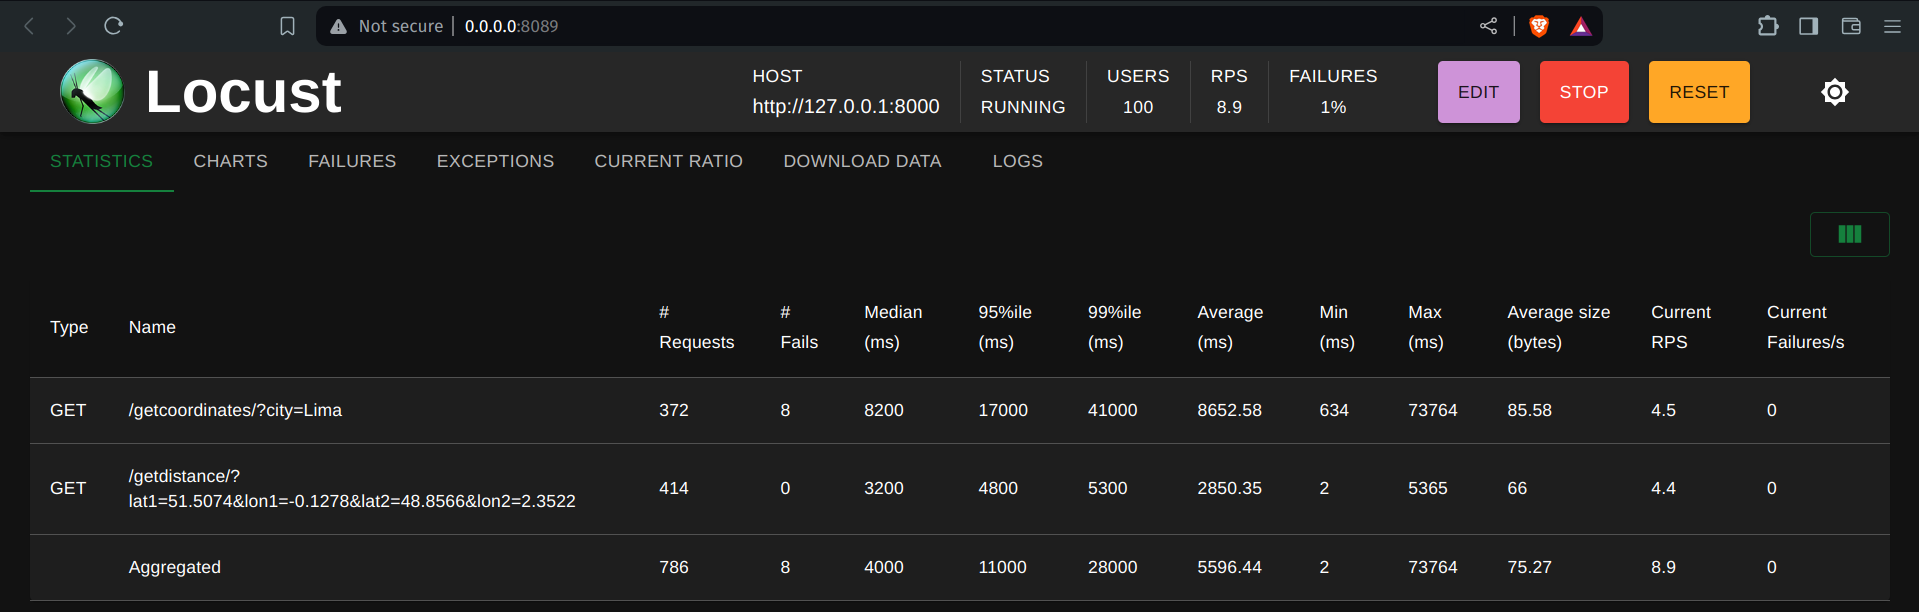 Not secure | 0.0.0.0:8089
Locust
HOST
http://127.0.0.1:8000
STATUS
RUNNING
USERS
100
RPS
8.9
FAILURES
1%
EDIT
STOP
RESET
STATISTICS CHARTS FAILURES EXCEPTIONS CURRENT RATIO DOWNLOAD DATA LOGS
Type Name # Requests # Fails Median (ms) 95%ile (ms) 99%ile (ms) Average (ms) Min (ms) Max (ms) Average size (bytes) Current RPS Current Failures/s
GET /getcoordinates/?city=Lima 372 8 8200 17000 41000 8652.58 634 73764 85.58 4.5 0
GET /getdistance/?
lat1=51.5074&lon1=-0.1278&lat2=48.8566&lon2=2.3522 414 0 3200 4800 5300 2850.35 2 5365 66 4.4 0
Aggregated 786 8 4000 11000 28000 5596.44 2 73764 75.27 8.9 0